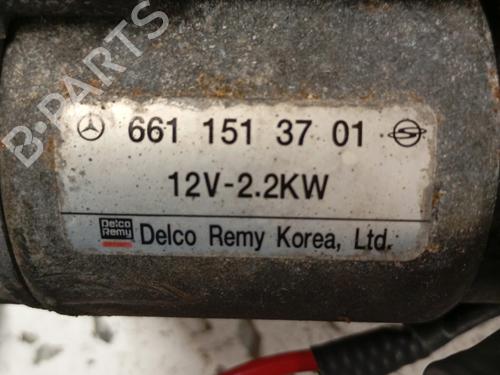 B-PARTS
661 151 37 01
12V-2.2KW
Delco Remy
Delco Remy Korea, Ltd.